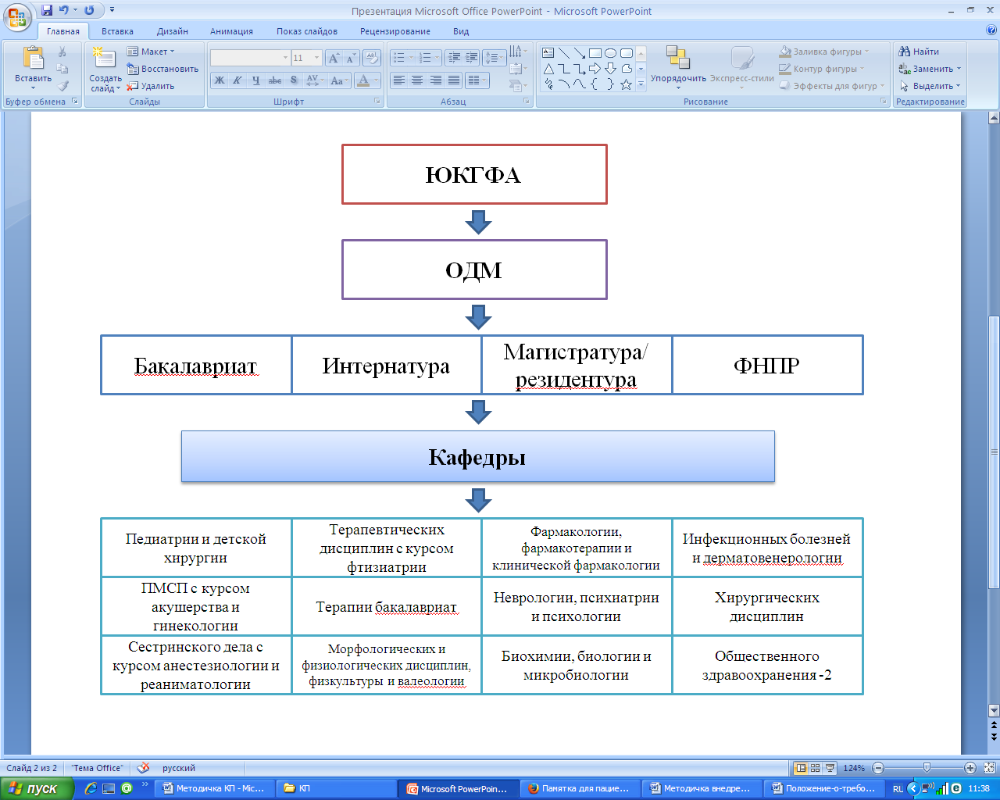 Презентация Microsoft Office PowerPoint - Microsoft PowerPoint
Главная Вставка Дизайн Анимация Показ слайдов Рецензирование Вид
Вставить
Буфер обмена
Создать
слайд
Макет
Восстановить
Удалить
Слайды
11
Ж К Ч abc S AV Aa А
Шрифт
Абзац
Упорядочить
Экспресс-стили
Заливка фигуры
Контур фигуры
Эффекты для фигур
Рисование
Найти
Заменить
Выделить
Редактирование
ЮКГФА
ОДМ
Бакалавриат
Интернатура
Магистратура/
резидентура
ФНПР
Кафедры
Педиатрии и детской
хирургии
Терапевтических
дисциплин с курсом
фтизиатрии
Фармакологии,
фармакотерапии и
клинической фармакологии
Инфекционных болезней
и дерматовенерологии
ПМСП с курсом
акушерства и
гинекологии
Терапии бакалавриат
Неврологии, психиатрии
и психологии
Хирургических
дисциплин
Сестринского дела с
курсом анестезиологии и
реаниматологии
Морфологических и
физиологических дисциплин,
физкультуры и валеологии
Биохимии, биологии и
микробиологии
Общественного
здравоохранения -2
Слайд 2 из 2 "Тема Office" русский 124%
пуск Методичка КП - Mic... КП Microsoft PowerPoin... Памятка для пацие... Методичка внедре... Положение-о-требо... RU 11:38